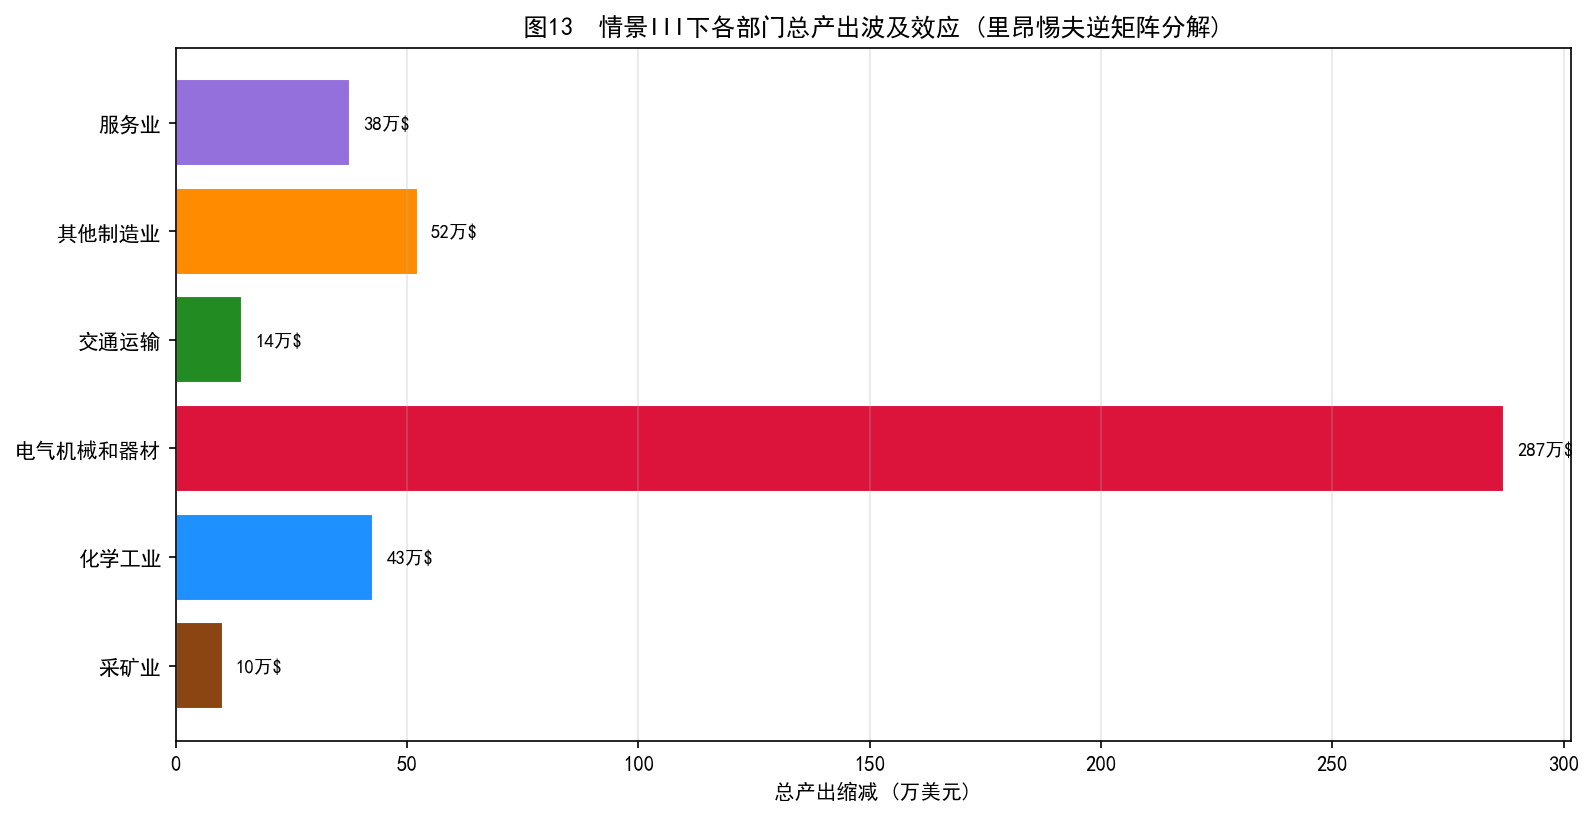 图13  情景III下各部门总产出波及效应 (里昂惕夫逆矩阵分解)
服务业
38万$
其他制造业
52万$
交通运输
14万$
电气机械和器材
287万$
化学工业
43万$
采矿业
10万$
0 50 100 150 200 250 300
总产出缩减 (万美元)